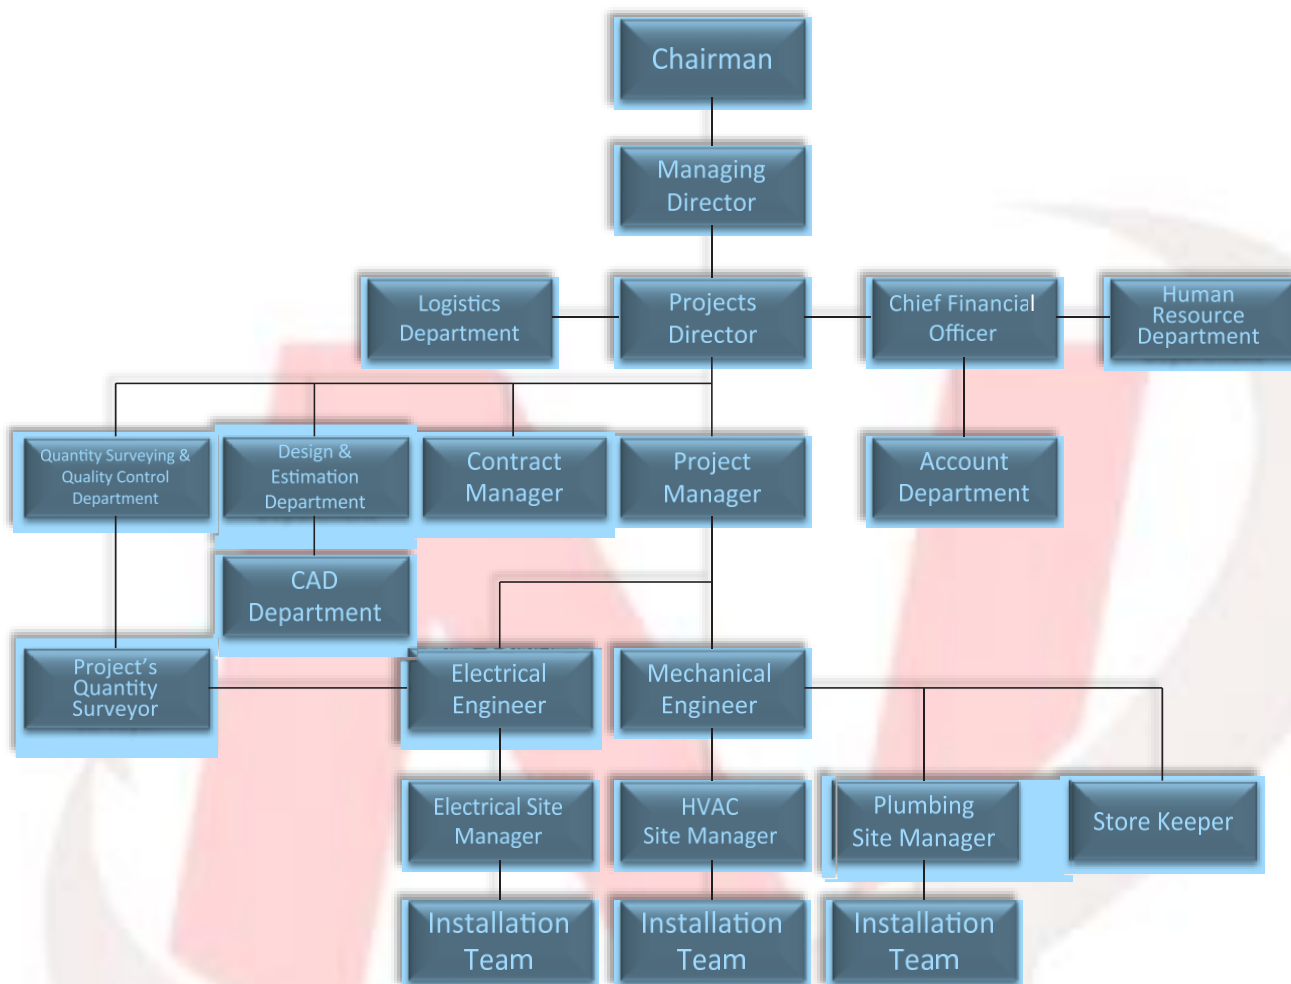 Chairman
Managing
Director
Logistics
Department
Projects
Director
Chief Financial
Officer
Human
Resource
Department
Quantity Surveying &
Quality Control
Department
Design &
Estimation
Department
Contract
Manager
Project
Manager
Account
Department
CAD
Department
Project's
Quantity
Surveyor
Electrical
Engineer
Mechanical
Engineer
Electrical Site
Manager
HVAC
Site Manager
Plumbing
Site Manager
Store Keeper
Installation
Team
Installation
Team
Installation
Team